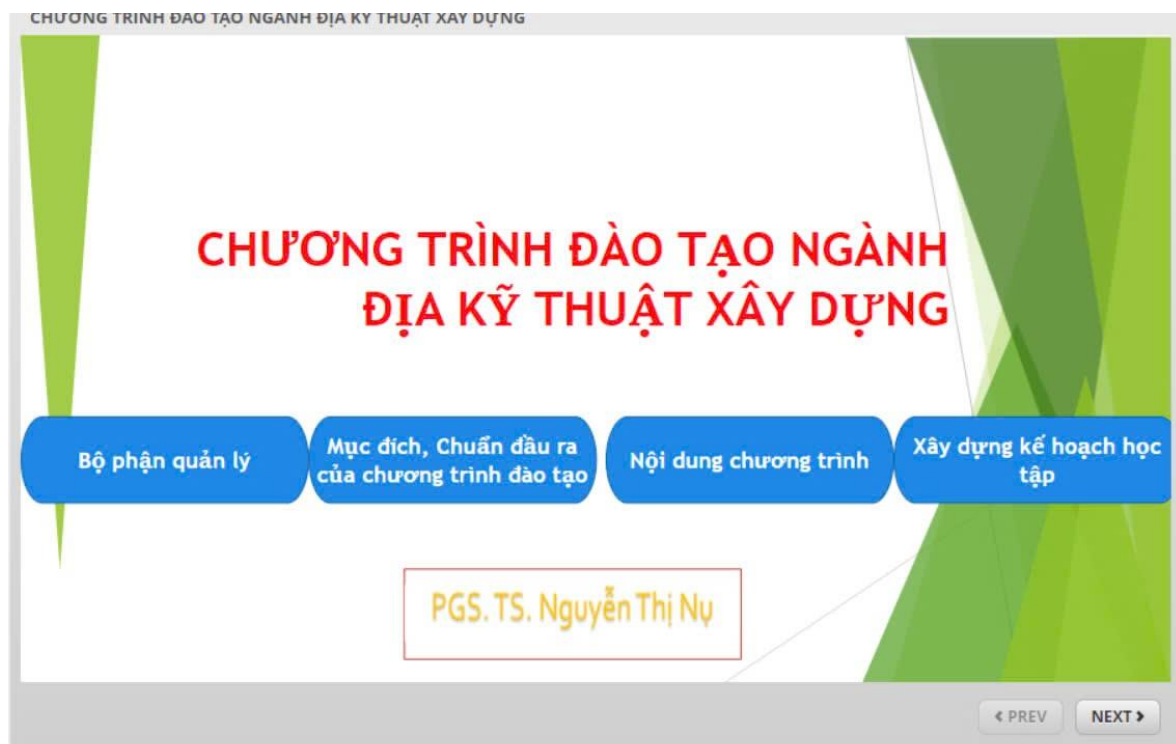 CHƯƠNG TRÌNH ĐÀO TẠO NGÀNH ĐỊA KỸ THUẬT XÂY DỰNG
CHƯƠNG TRÌNH ĐÀO TẠO NGÀNH
ĐỊA KỸ THUẬT XÂY DỰNG
Bộ phận quản lý
Mục đích, Chuẩn đầu ra
của chương trình đào tạo
Nội dung chương trình
Xây dựng kế hoạch học
tập
PGS. TS. Nguyễn Thị Nụ
PREV
NEXT